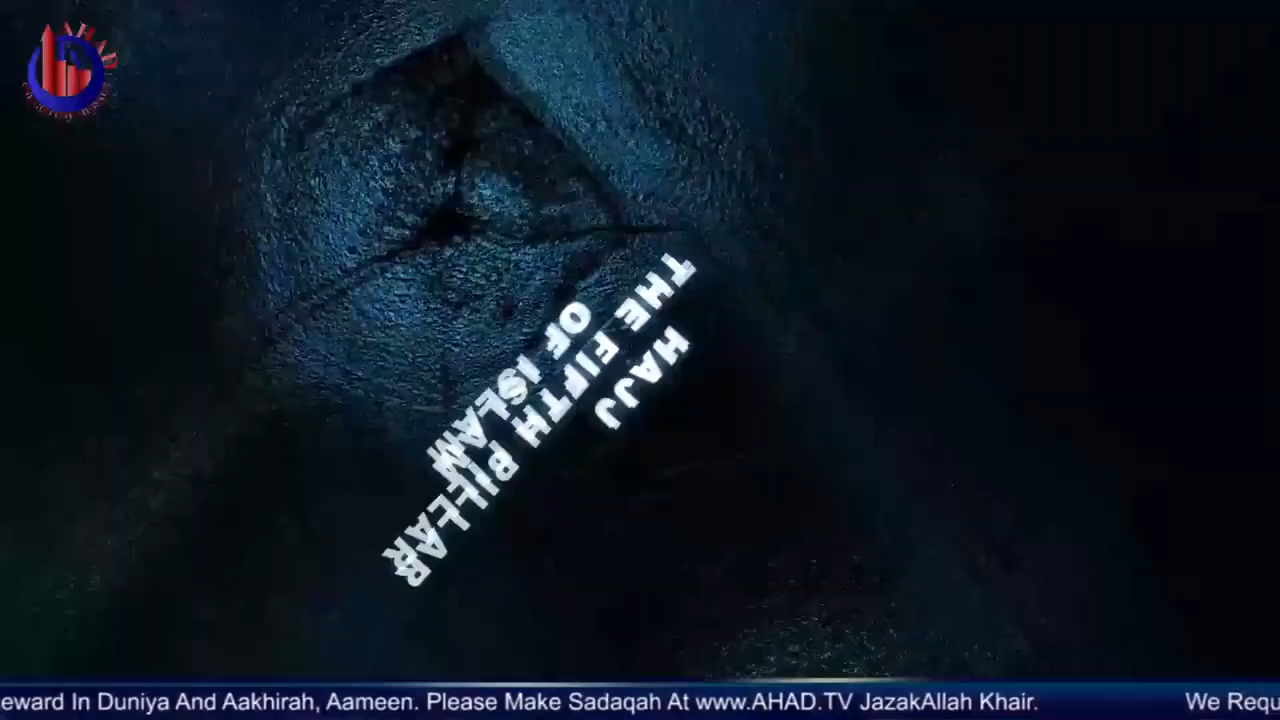 AHAD
HAJJ
THE FIFTH PILLAR
OF ISLAM
eward In Duniya And Aakhirah, Aameen. Please Make Sadaqah At www.AHAD.TV JazakAllah Khair. We Requ